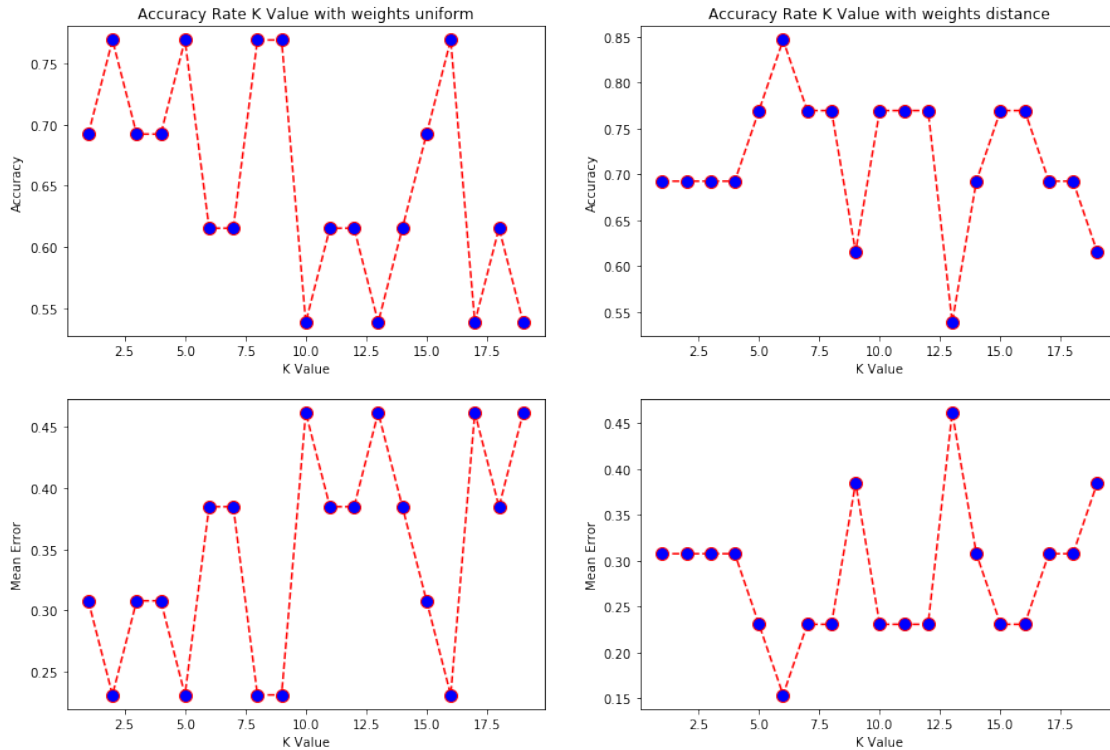 Accuracy Rate K Value with weights uniform
0.75
0.70
0.65
0.60
0.55
Accuracy
2.5 5.0 7.5 10.0 12.5 15.0 17.5
K Value
Accuracy Rate K Value with weights distance
0.85
0.80
0.75
0.70
0.65
0.60
0.55
Accuracy
2.5 5.0 7.5 10.0 12.5 15.0 17.5
K Value
0.45
0.40
0.35
0.30
0.25
Mean Error
2.5 5.0 7.5 10.0 12.5 15.0 17.5
K Value
0.45
0.40
0.35
0.30
0.25
0.20
0.15
Mean Error
2.5 5.0 7.5 10.0 12.5 15.0 17.5
K Value